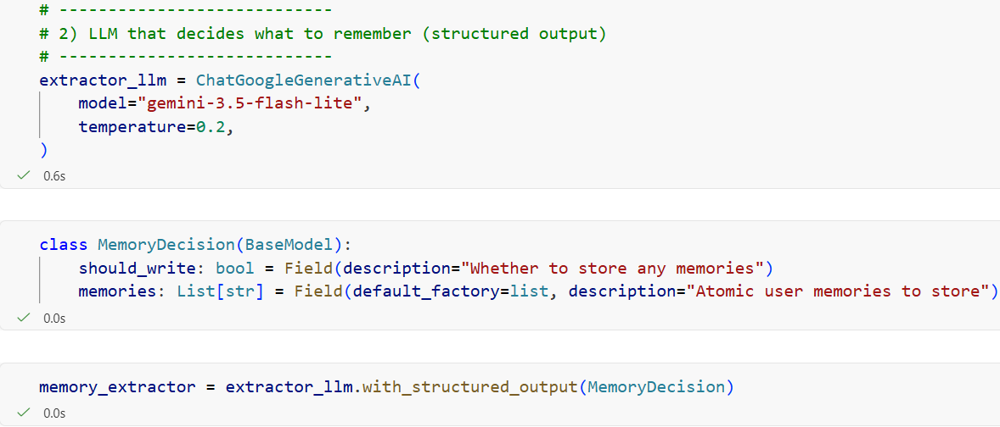 # ----------------------------
# 2) LLM that decides what to remember (structured output)
# ----------------------------
extractor_llm = ChatGoogleGenerativeAI(
    model="gemini-3.5-flash-lite",
    temperature=0.2,
)
0.6s
class MemoryDecision(BaseModel):
    should_write: bool = Field(description="Whether to store any memories")
    memories: List[str] = Field(default_factory=list, description="Atomic user memories to store")
0.0s
memory_extractor = extractor_llm.with_structured_output(MemoryDecision)
0.0s